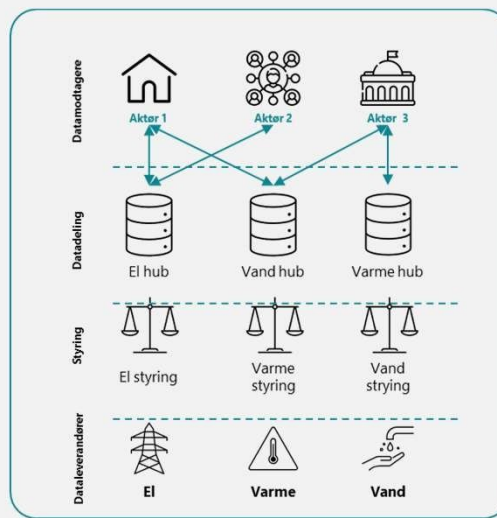 Datamodtagere
Aktør 1
Aktør 2
Aktør 3
Datadeling
El hub
Vand hub
Varme hub
Styring
El styring
Varme
styring
Vand
strying
Dataleverandører
El
Varme
Vand